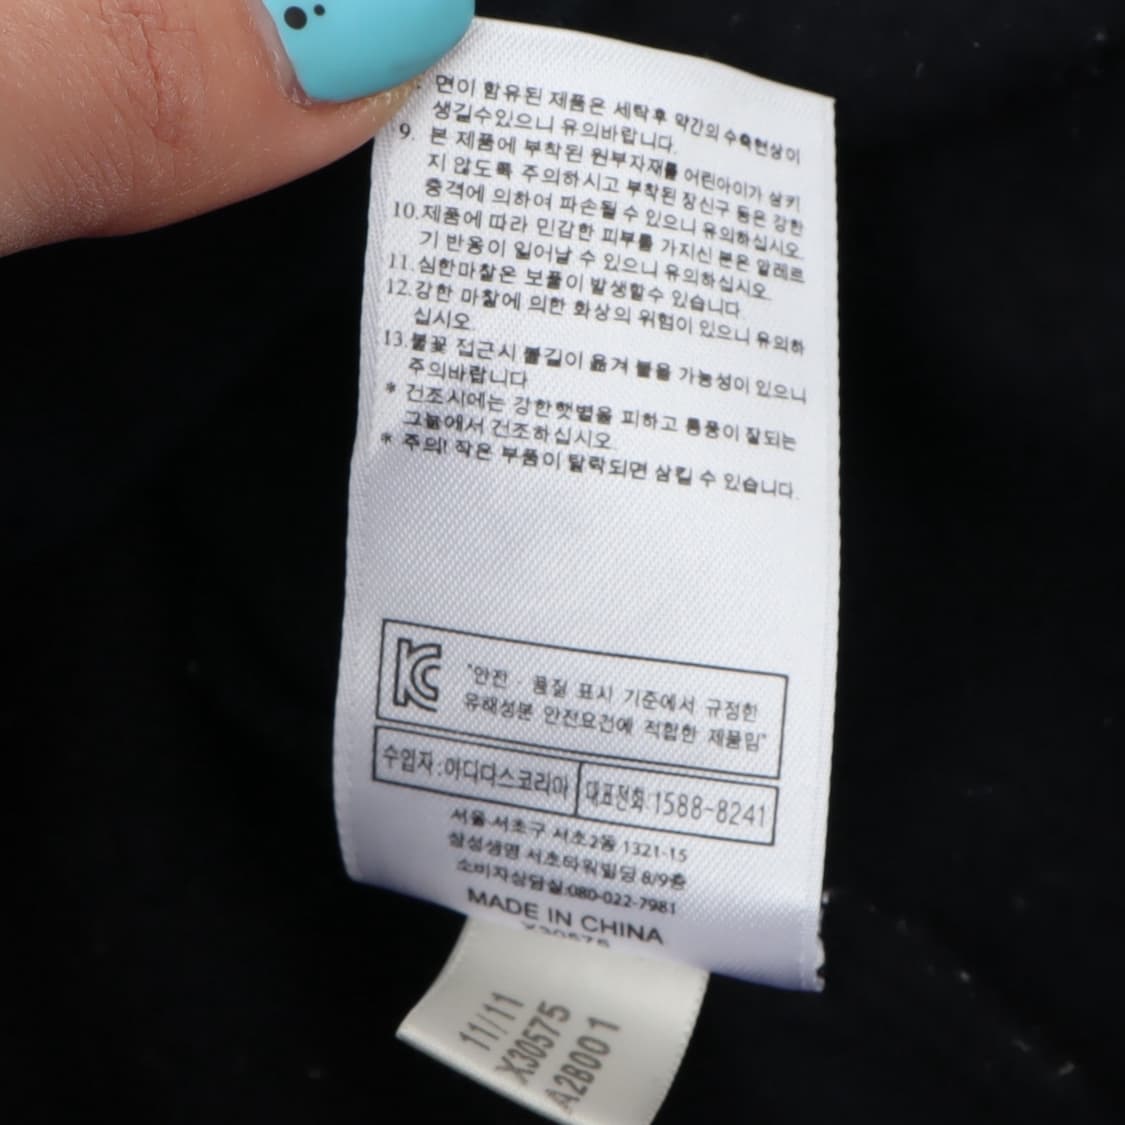 면이 함유된 제품은 세탁후 약간의 수축현상이
생길수있으니 유의바랍니다.
9. 본 제품에 부착된 원부자재를 어린아이가 삼키
지 않도록 주의하시고 부착된 장신구 등은 강한
충격에 의하여 파손될 수 있으니 유의하십시오.
10.제품에 따라 민감한 피부를 가지신 분은 알레르
기 반응이 일어날 수 있으니 유의하십시오.
11.심한마찰은 보풀이 발생할수 있습니다.
12.강한 마찰에 의한 화상의 위험이 있으니 유의하
십시오.
13.불꽃 접근시 불길이 옮겨 붙을 가능성이 있으니
주의바랍니다
* 건조시에는 강한햇볕을 피하고 통풍이 잘되는
그늘에서 건조하십시오.
* 주의! 작은 부품이 탈락되면 삼킬 수 있습니다.
KC
"안전·품질 표시 기준에서 규정한
유해성분 안전요건에 적합한 제품임"
수입자:아디다스코리아 대표전화:1588-8241
서울 서초구 서초2동 1321-15
삼성생명 서초타워빌딩 8/9층
소비자상담실:080-022-7981
MADE IN CHINA
X30575
11/11
X30575
A2B001